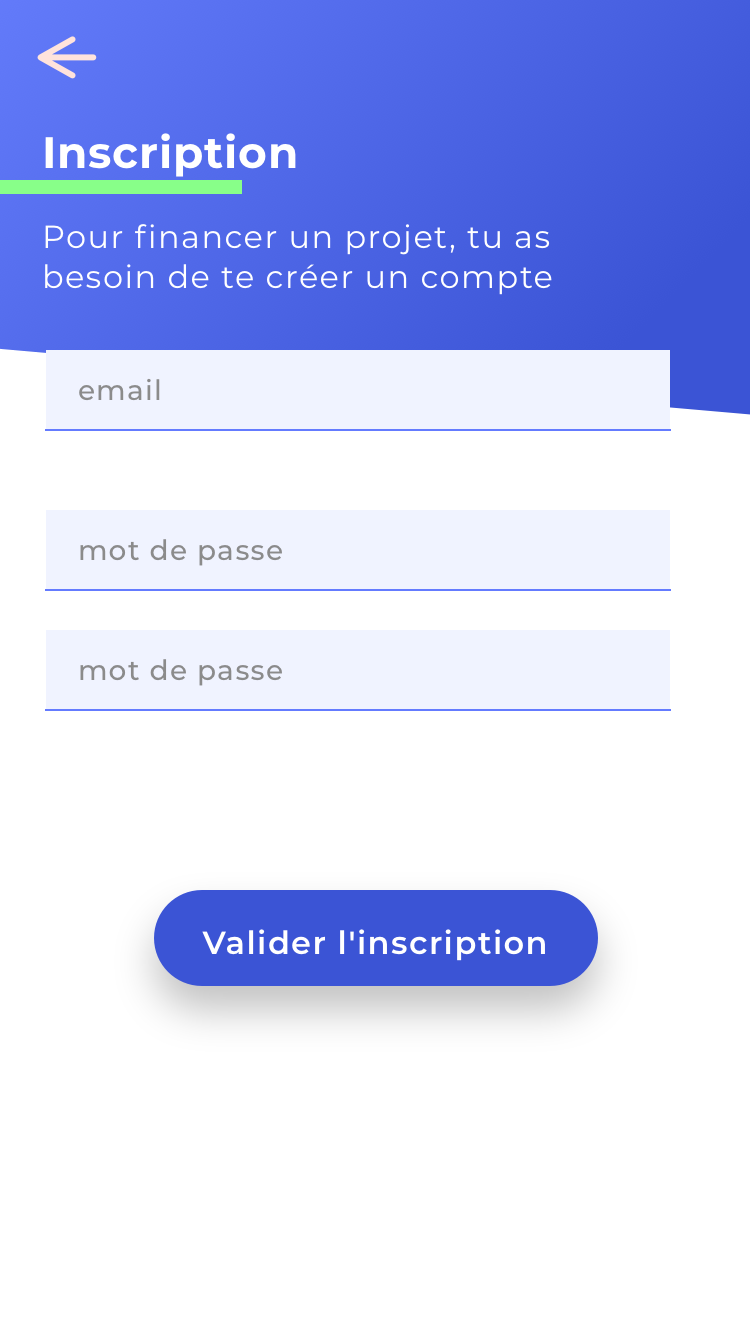 Inscription
Pour financer un projet, tu as
besoin de te créer un compte
email
mot de passe
mot de passe
Valider l'inscription